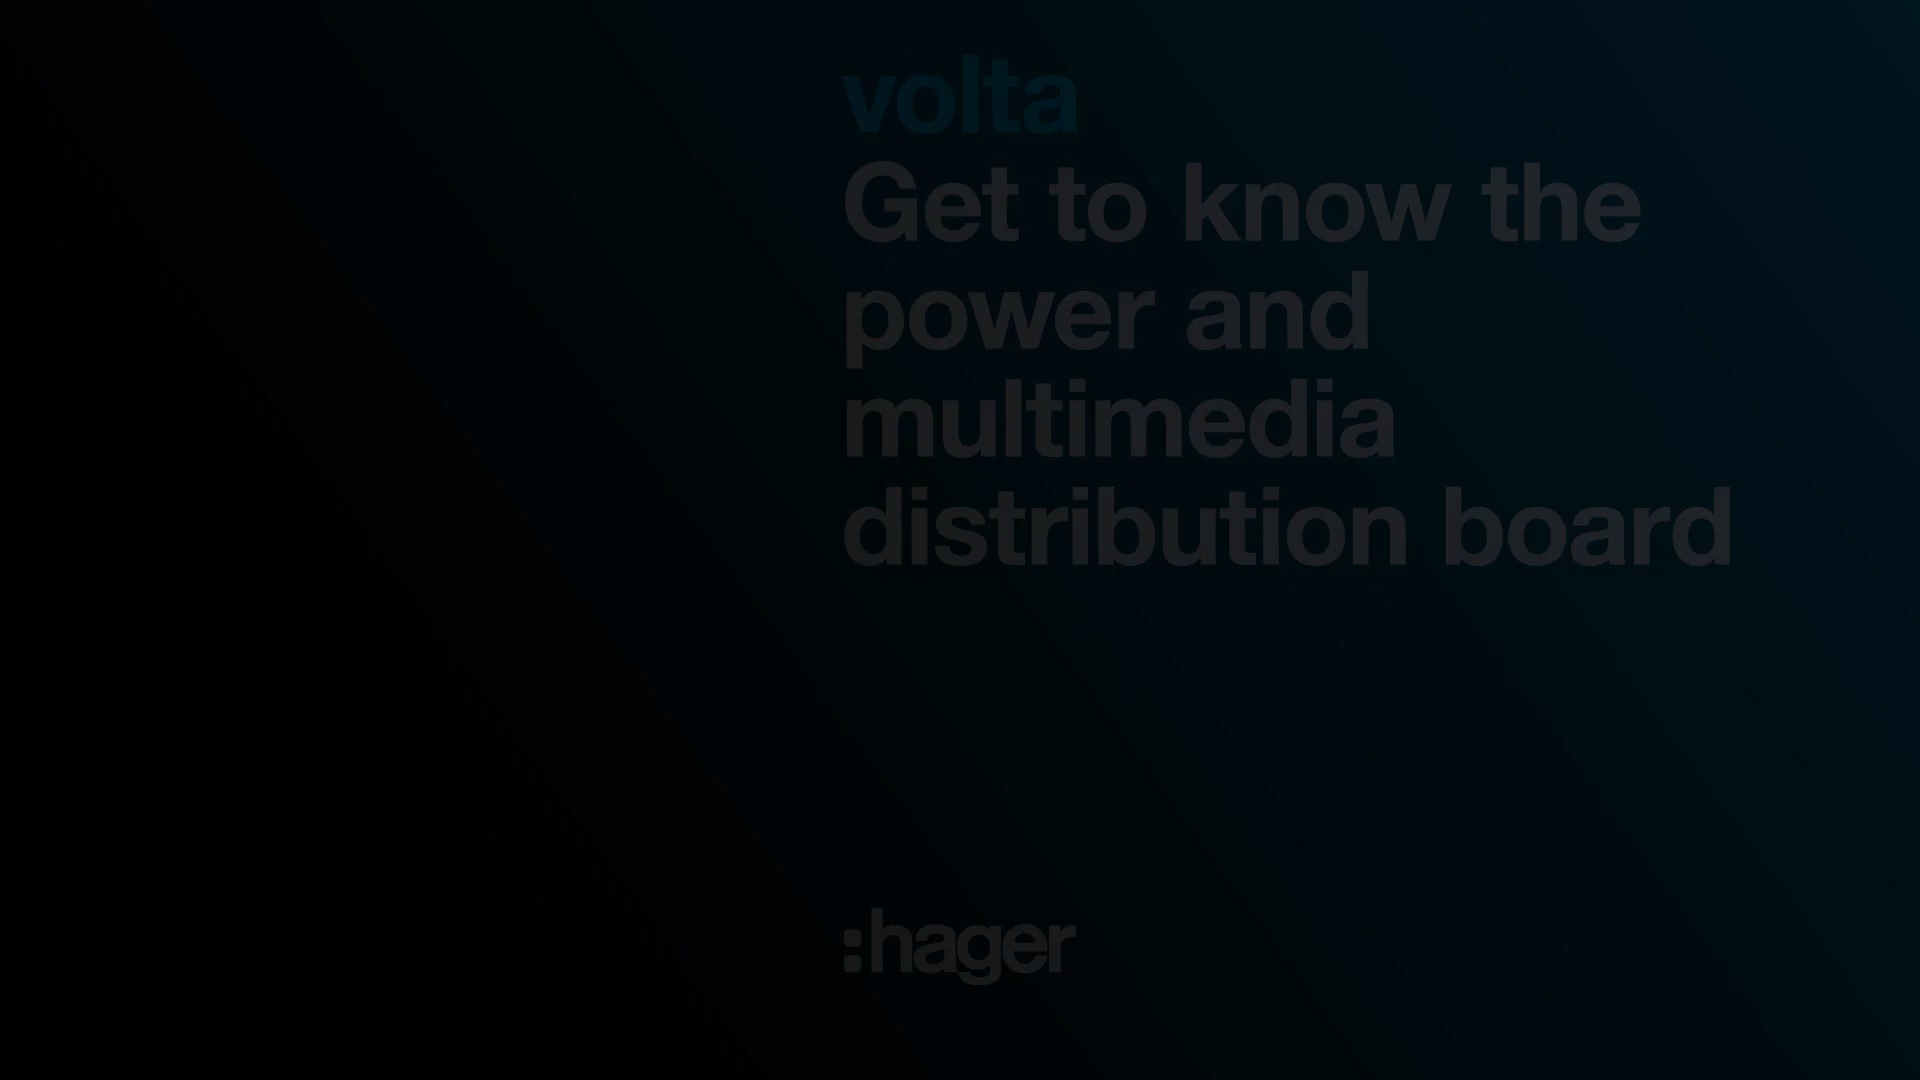 volta
Get to know the
power and
multimedia
distribution board
:hager